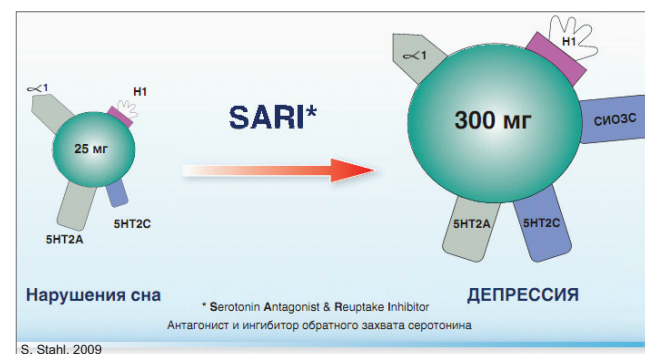 ∝1
H1
25 мг
5HT2A
5HT2C
Нарушения сна
SARI*
∝1
H1
300 мг
СИОЗС
5HT2A
5HT2C
ДЕПРЕССИЯ
* Serotonin Antagonist & Reuptake Inhibitor
Антагонист и ингибитор обратного захвата серотонина
S. Stahl, 2009